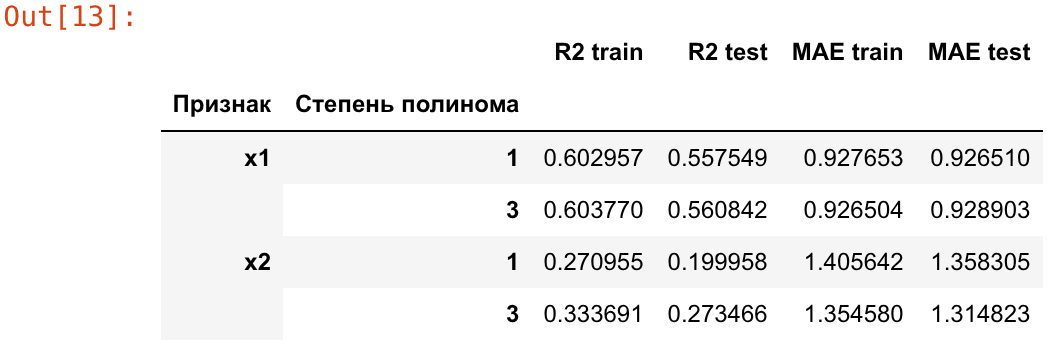 Out[13]:
R2 train R2 test MAE train MAE test
Признак Степень полинома
x1 1 0.602957 0.557549 0.927653 0.926510
3 0.603770 0.560842 0.926504 0.928903
x2 1 0.270955 0.199958 1.405642 1.358305
3 0.333691 0.273466 1.354580 1.314823